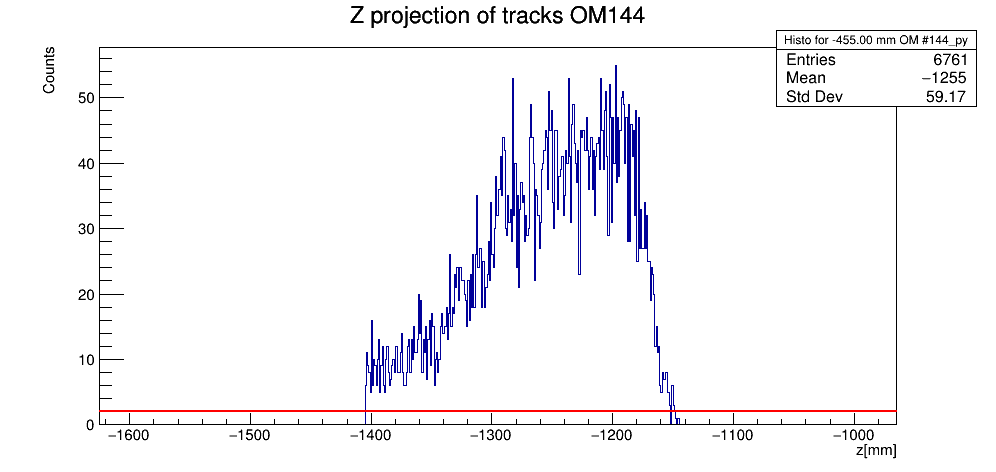 Z projection of tracks OM144
Histo for -455.00 mm OM #144_py
Entries 6761
Mean −1255
Std Dev 59.17
Counts
50
40
30
20
10
0
−1600 −1500 −1400 −1300 −1200 −1100 −1000
z[mm]